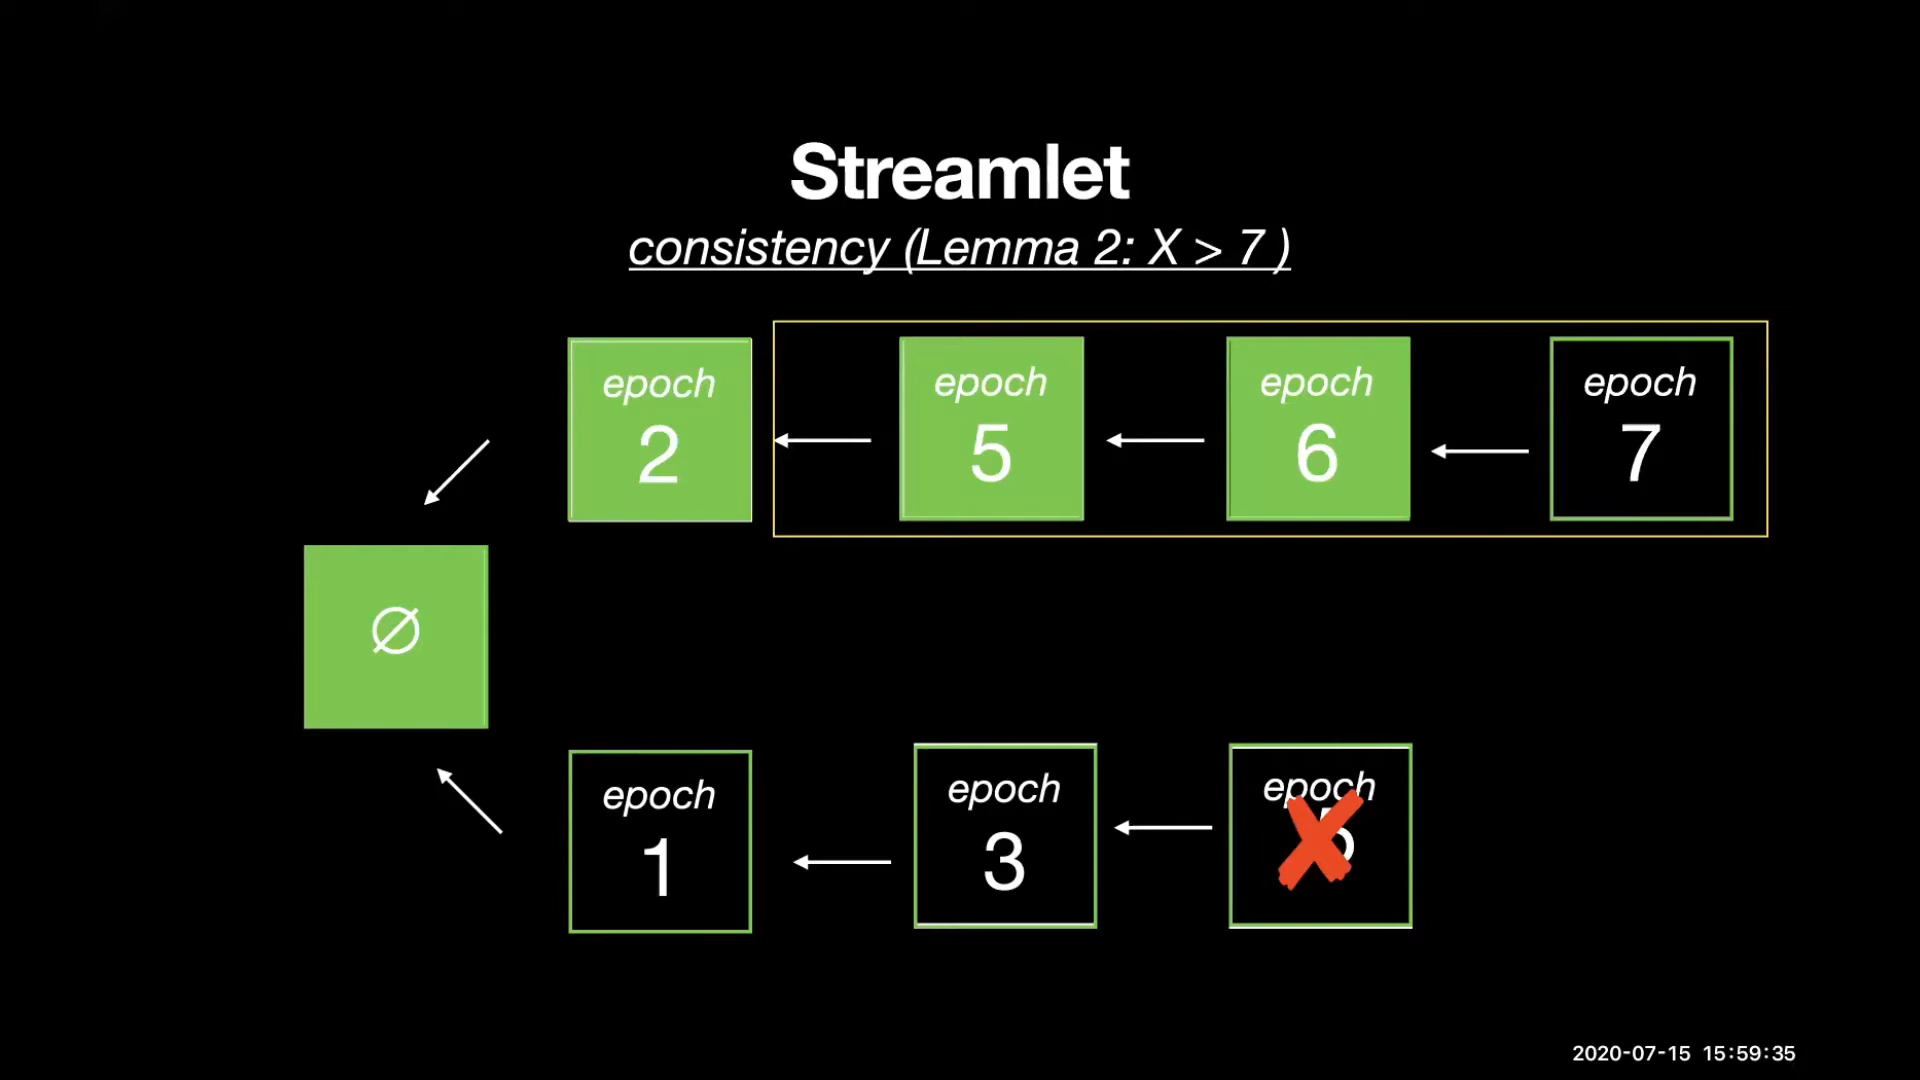 Streamlet
consistency (Lemma 2: X > 7 )
epoch
2
epoch
5
epoch
6
epoch
7
∅
epoch
1
epoch
3
epoch
2020-07-15 15:59:35